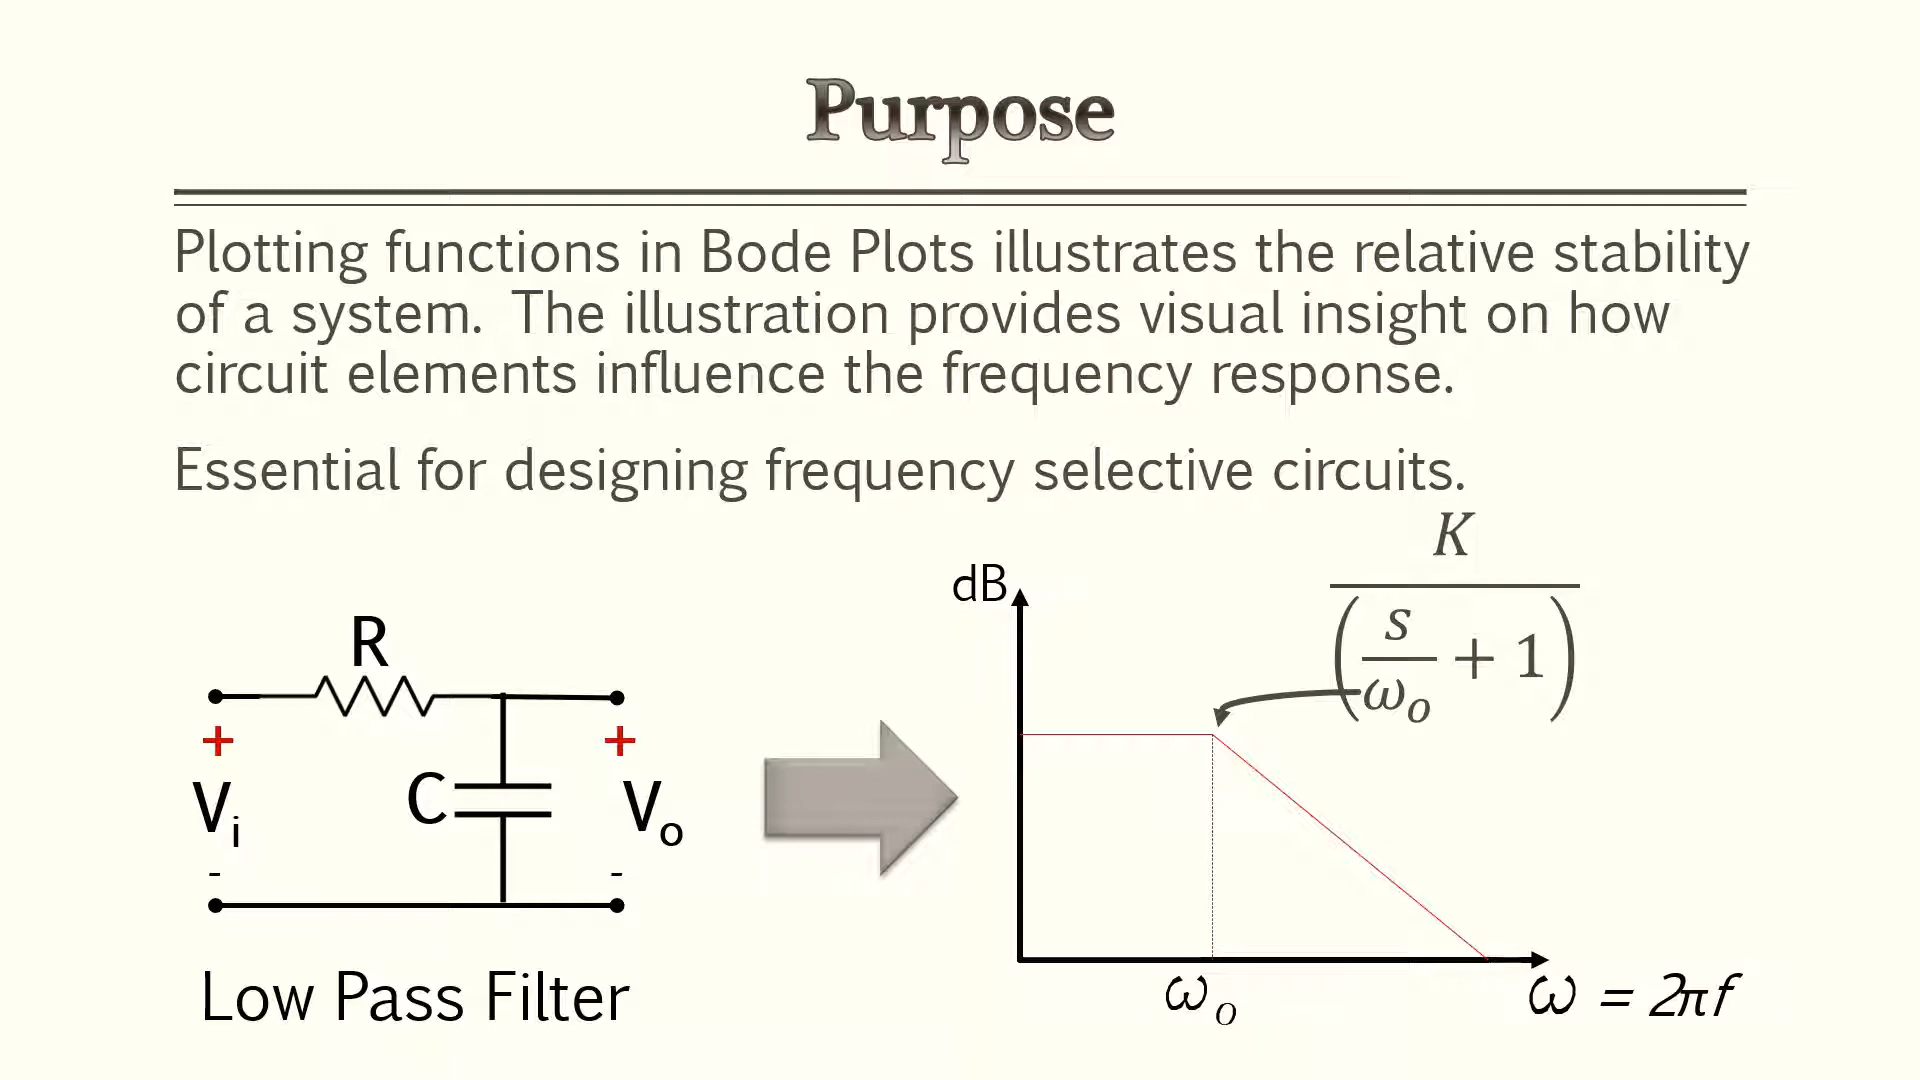 Purpose
Plotting functions in Bode Plots illustrates the relative stability
of a system. The illustration provides visual insight on how
circuit elements influence the frequency response.
Essential for designing frequency selective circuits.
K
(s/ωo + 1)
dB
R
+
+
C
Vi
Vo
-
-
Low Pass Filter
ωo
ω = 2πf